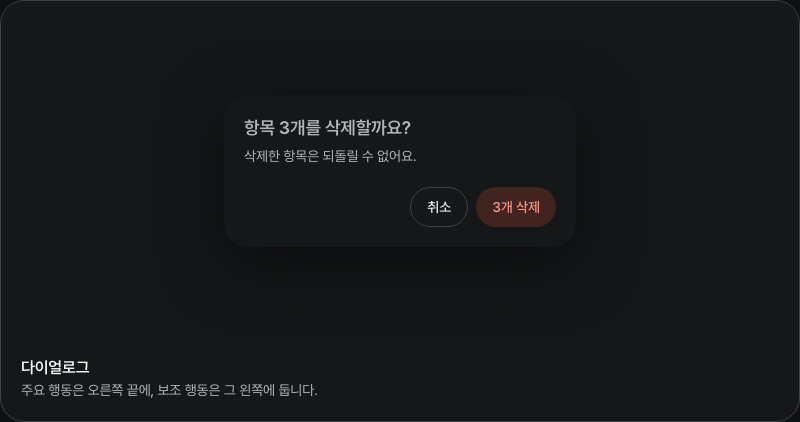 항목 3개를 삭제할까요?
삭제한 항목은 되돌릴 수 없어요.
취소
3개 삭제
다이얼로그
주요 행동은 오른쪽 끝에, 보조 행동은 그 왼쪽에 둡니다.